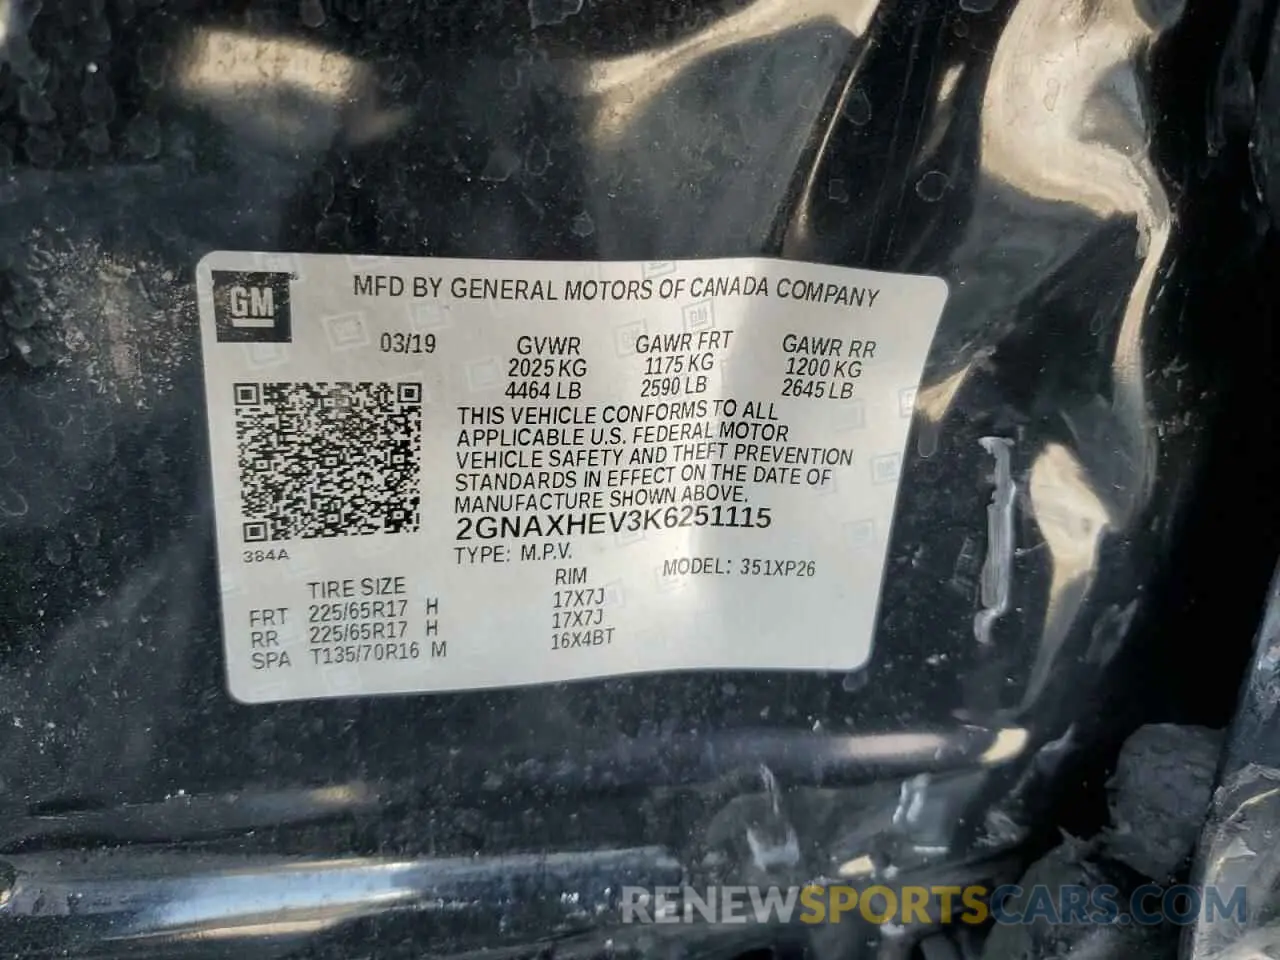 GM
MFD BY GENERAL MOTORS OF CANADA COMPANY
03/19 GVWR GAWR FRT GAWR RR
2025 KG 1175 KG 1200 KG
4464 LB 2590 LB 2645 LB
THIS VEHICLE CONFORMS TO ALL
APPLICABLE U.S. FEDERAL MOTOR
VEHICLE SAFETY AND THEFT PREVENTION
STANDARDS IN EFFECT ON THE DATE OF
MANUFACTURE SHOWN ABOVE.
2GNAXHEV3K6251115
384A TYPE: M.P.V. MODEL: 351XP26
TIRE SIZE RIM
FRT 225/65R17 H 17X7J
RR 225/65R17 H 17X7J
SPA T135/70R16 M 16X4BT
RENEWSPORTSCARS.COM